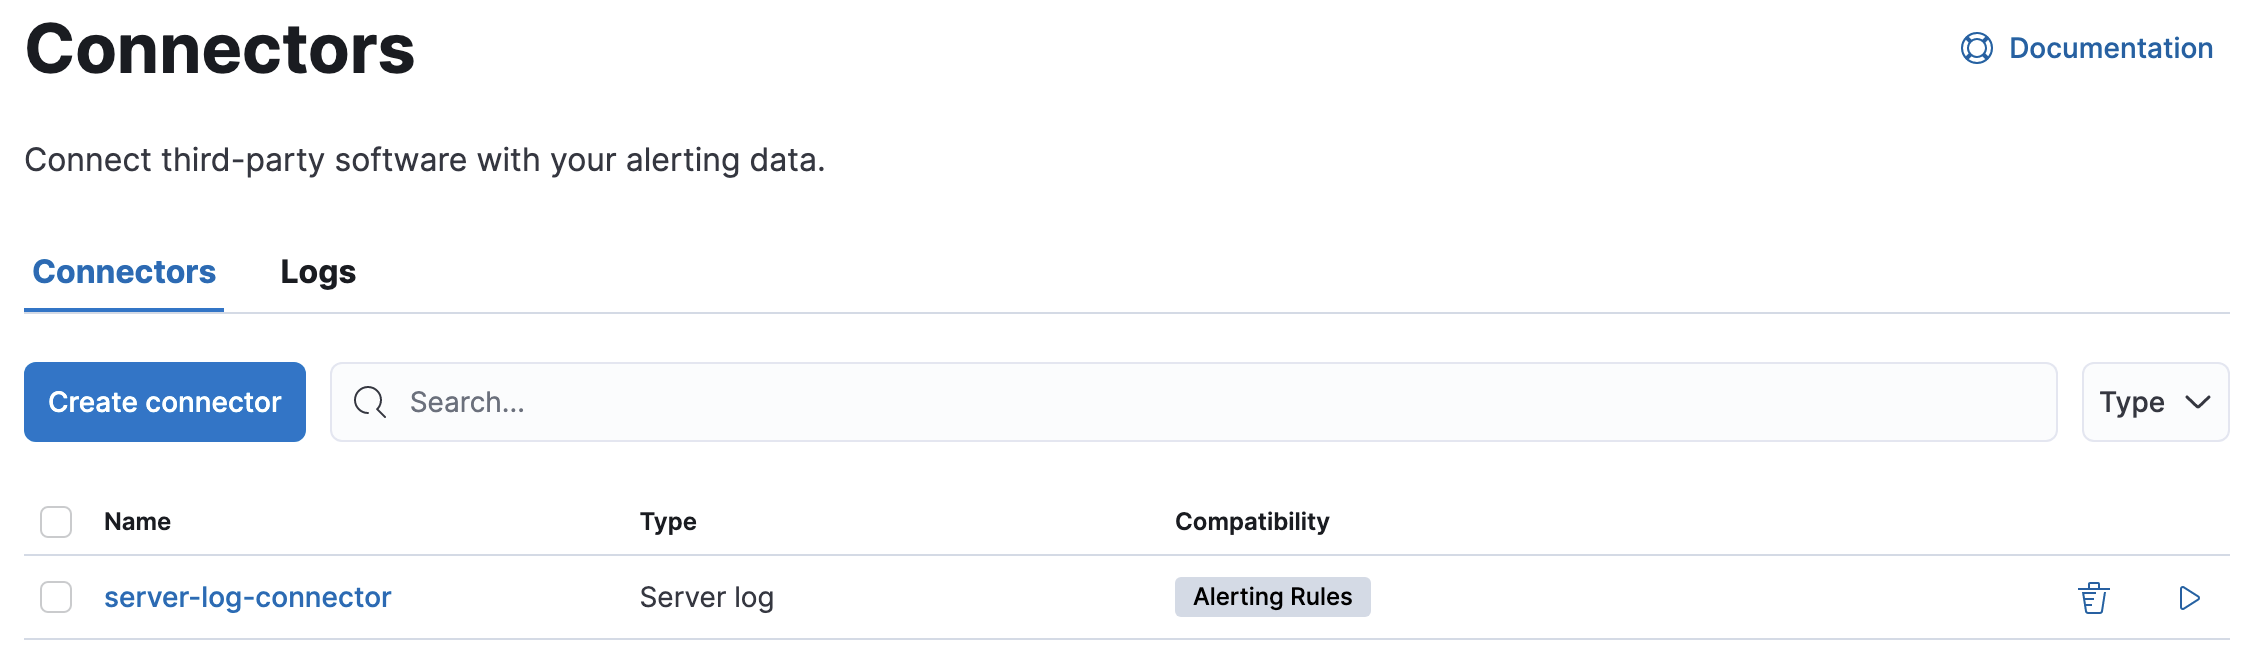 Connectors
Documentation
Connect third-party software with your alerting data.
Connectors Logs
Create connector Search... Type
Name Type Compatibility
server-log-connector Server log Alerting Rules